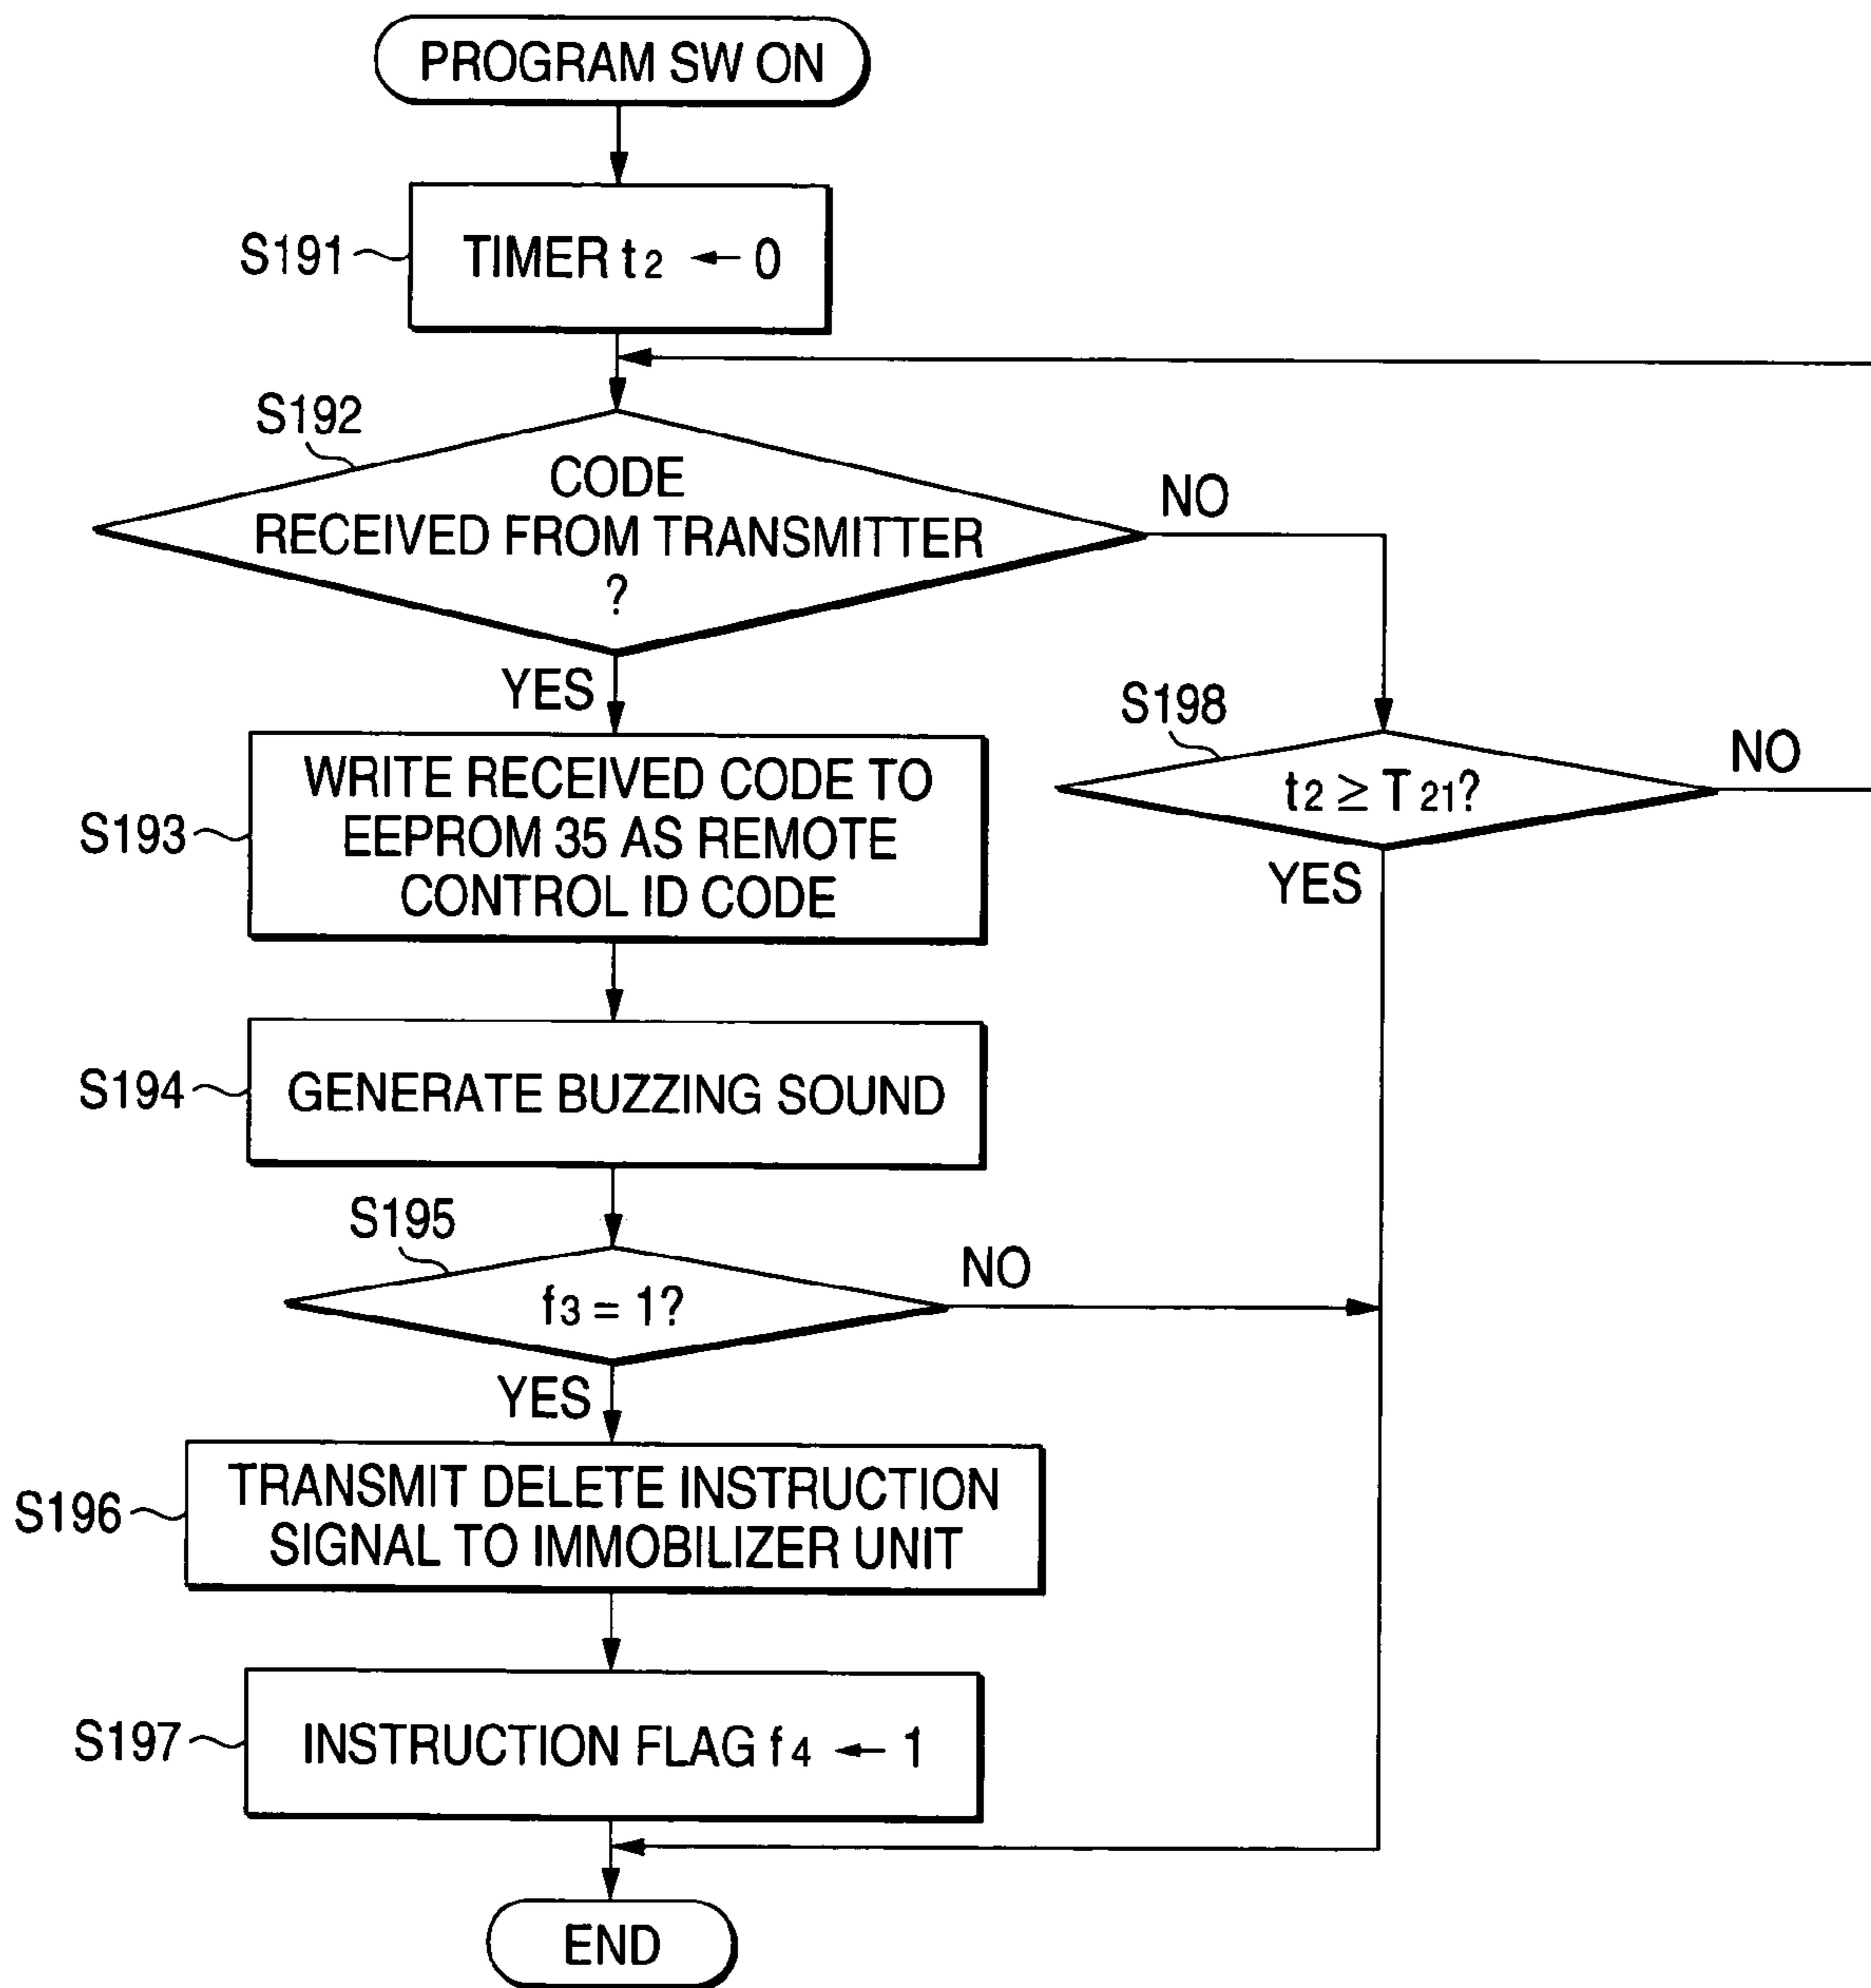 PROGRAM SW ON
S191
TIMER t2 ← 0
S192
CODE
RECEIVED FROM TRANSMITTER
?
NO
YES
S198
t2 ≥ T21?
NO
YES
S193
WRITE RECEIVED CODE TO
EEPROM 35 AS REMOTE
CONTROL ID CODE
S194
GENERATE BUZZING SOUND
S195
f3 = 1?
NO
YES
S196
TRANSMIT DELETE INSTRUCTION
SIGNAL TO IMMOBILIZER UNIT
S197
INSTRUCTION FLAG f4 ← 1
END